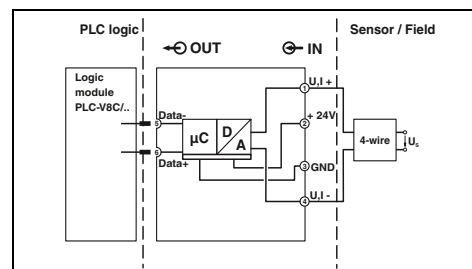 PLC logic
OUT
IN
Sensor / Field
Logic
module
PLC-V8C/..
Data-
5
6
Data+
µC
D
A
U,I +
1
+ 24V
2
3
GND
4
U,I -
4-wire
Us